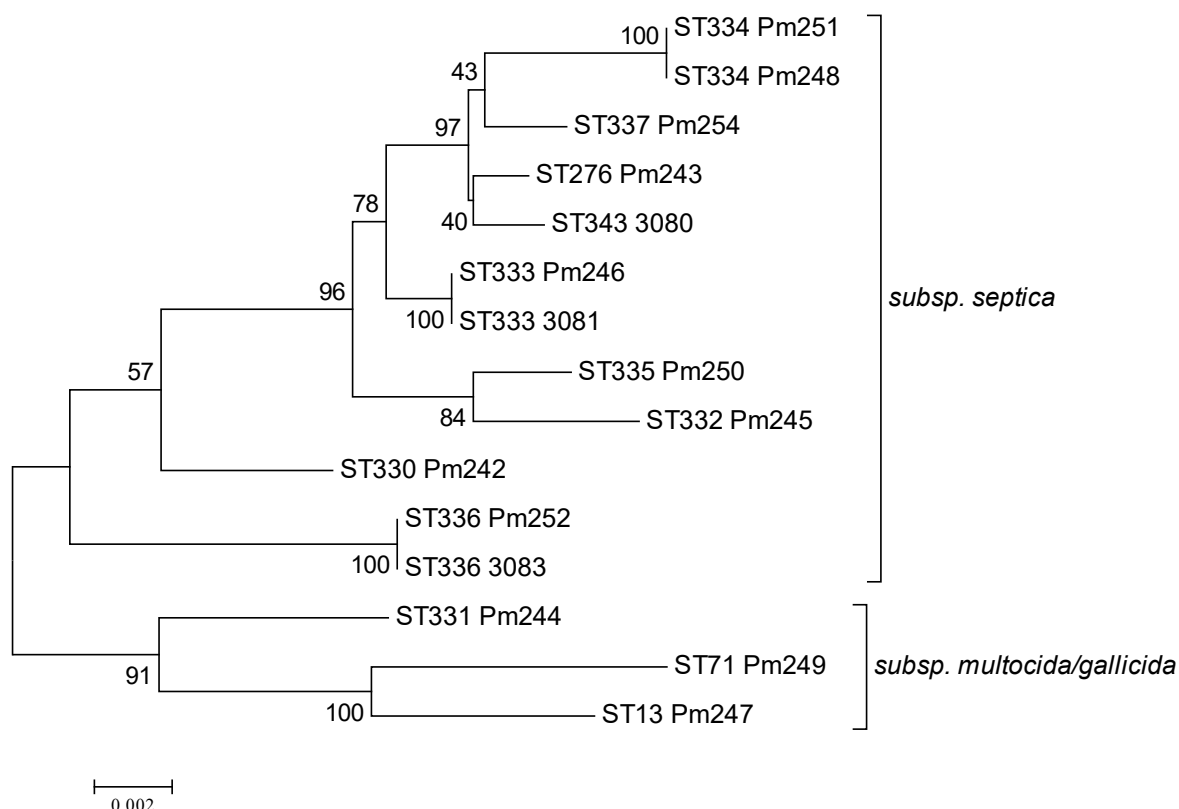 100
ST334 Pm251
ST334 Pm248
43
ST337 Pm254
97
ST276 Pm243
78
40
ST343 3080
ST333 Pm246
96
100
ST333 3081
subsp. septica
57
ST335 Pm250
84
ST332 Pm245
ST330 Pm242
ST336 Pm252
100
ST336 3083
ST331 Pm244
91
ST71 Pm249
subsp. multocida/gallicida
100
ST13 Pm247
0.002